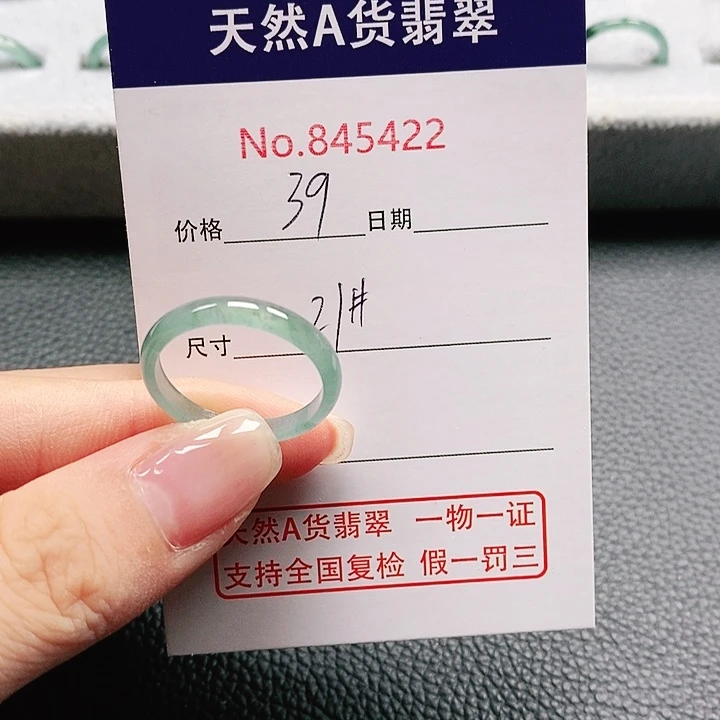 天然A货翡翠
No.845422
价格 39 日期
尺寸 21#
天然A货翡翠 一物一证
支持全国复检 假一罚三